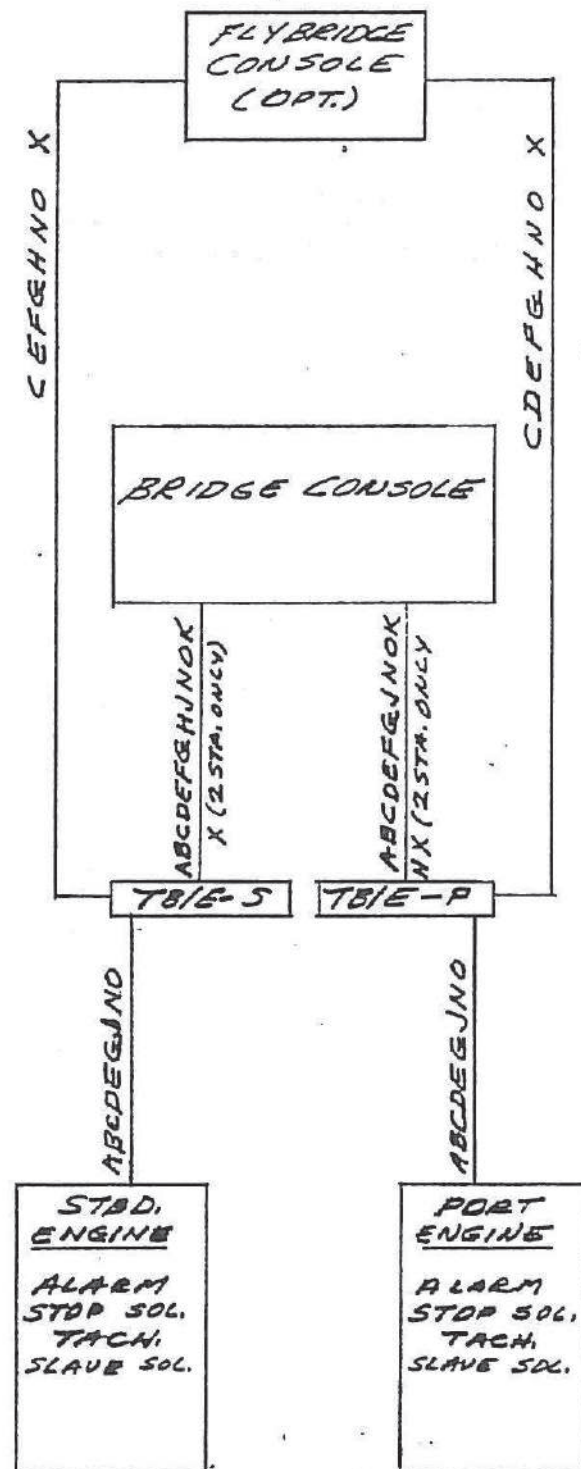 FLYBRIDGE
CONSOLE
(OPT.)
CEFGHNO X
CDEFGHNO X
BRIDGE CONSOLE
ABCDEFGHJNOK
X (2 STA. ONLY)
ABCDEFGJNOK
HX (2 STA. ONLY
TB/E-S
TB/E-P
ABCDEGJNO
ABCDEGJNO
STBD.
ENGINE
ALARM
STOP SOL.
TACH.
SLAVE SOL.
PORT
ENGINE
ALARM
STOP SOL.
TACH.
SLAVE SOL.